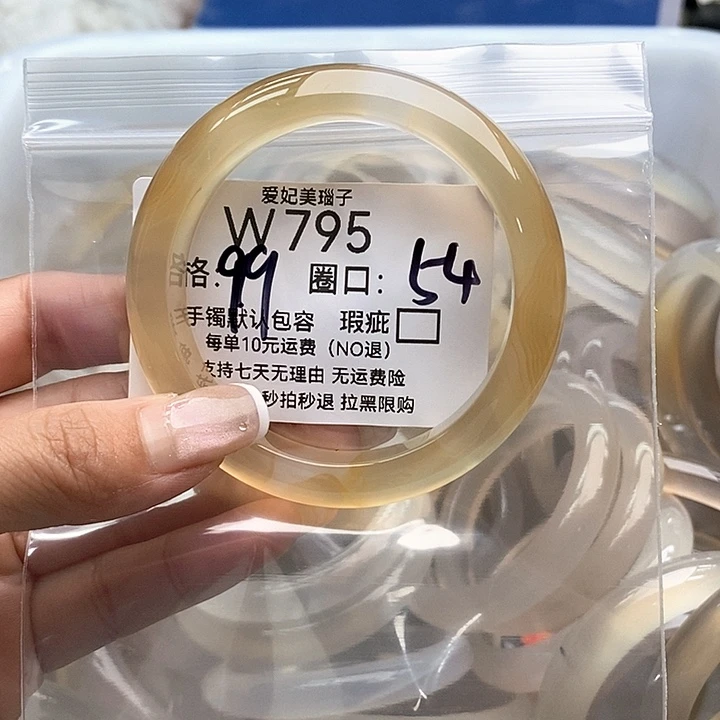 爱妃美瑙子
W795
格:99 圈口:54
手镯默认包容 瑕疵
每单10元运费（NO退）
支持七天无理由 无运费险
秒拍秒退 拉黑限购